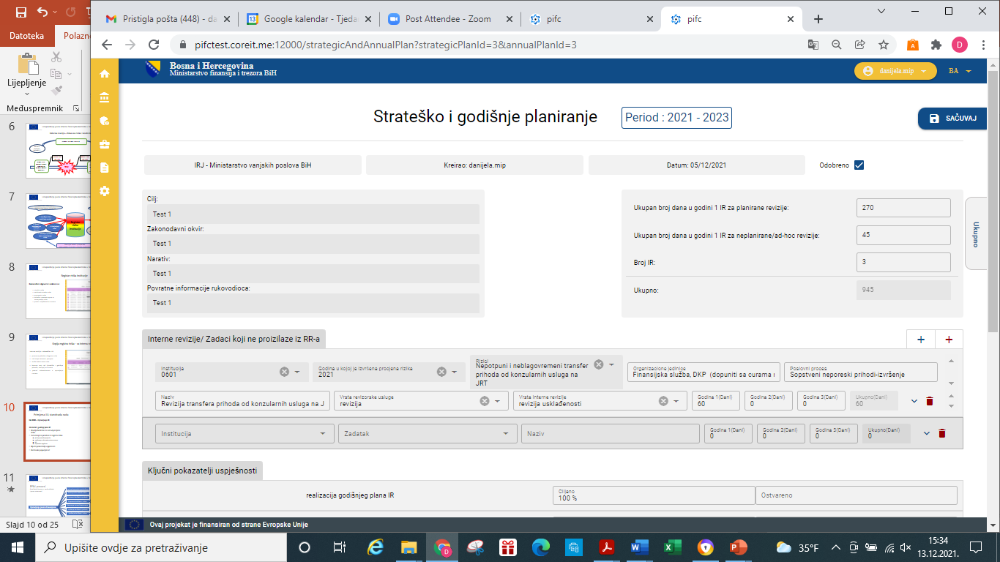 Datoteka
Polazno
Lijepljenje
Međuspremnik
6
7
8
9
10
11
Slajd 10 od 25
Pristigla pošta (448) - da
Google kalendar - Tjeda
Post Attendee - Zoom
pifc
pifc
pifctest.coreit.me:12000/strategicAndAnnualPlan?strategicPlanId=3&annualPlanId=3
Bosna i Hercegovina
Ministarstvo finansija i trezora BiH
danijela.mip
BA
Strateško i godišnje planiranje
Period : 2021 - 2023
SAČUVAJ
IRJ - Ministarstvo vanjskih poslova BiH
Kreirao: danijela.mip
Datum: 05/12/2021
Odobreno
Cilj:
Test 1
Zakonodavni okvir:
Test 1
Narativ:
Test 1
Povratne informacije rukovodioca:
Test 1
Ukupan broj dana u godini 1 IR za planirane revizije:
270
Ukupan broj dana u godini 1 IR za neplanirane/ad-hoc revizije:
45
Broj IR:
3
Ukupno:
945
Ukupno
Interne revizije/ Zadaci koji ne proizilaze iz RR-a
Institucija
0601
Godina u kojoj je izvršena procjena rizika
2021
Rizici
Nepotpuni i neblagovremeni transfer
prihoda od konzularnih usluga na
JRT
Organizacione jedinice
Finansijska služba, DKP (dopuniti sa curama
Poslovni proces
Sopstveni neporeski prihodi-izvršenje
Naziv
Revizija transfera prihoda od konzularnih usluga na J
Vrsta revizorske usluge
revizija
Vrsta interne revizije
revizija usklađenosti
Godina 1(Dani)
60
Godina 2(Dani)
0
Godina 3(Dani)
0
Ukupno(Dani)
60
Institucija
Zadatak
Naziv
Godina 1(Dani)
0
Godina 2(Dani)
0
Godina 3(Dani)
0
Ukupno(Dani)
0
Ključni pokazatelji uspješnosti
realizacija godišnjeg plana IR
Ciljano
100 %
Ostvareno
Ovaj projekat je finansiran od strane Evropske Unije
Upišite ovdje za pretraživanje
35°F
15:34
13.12.2021.